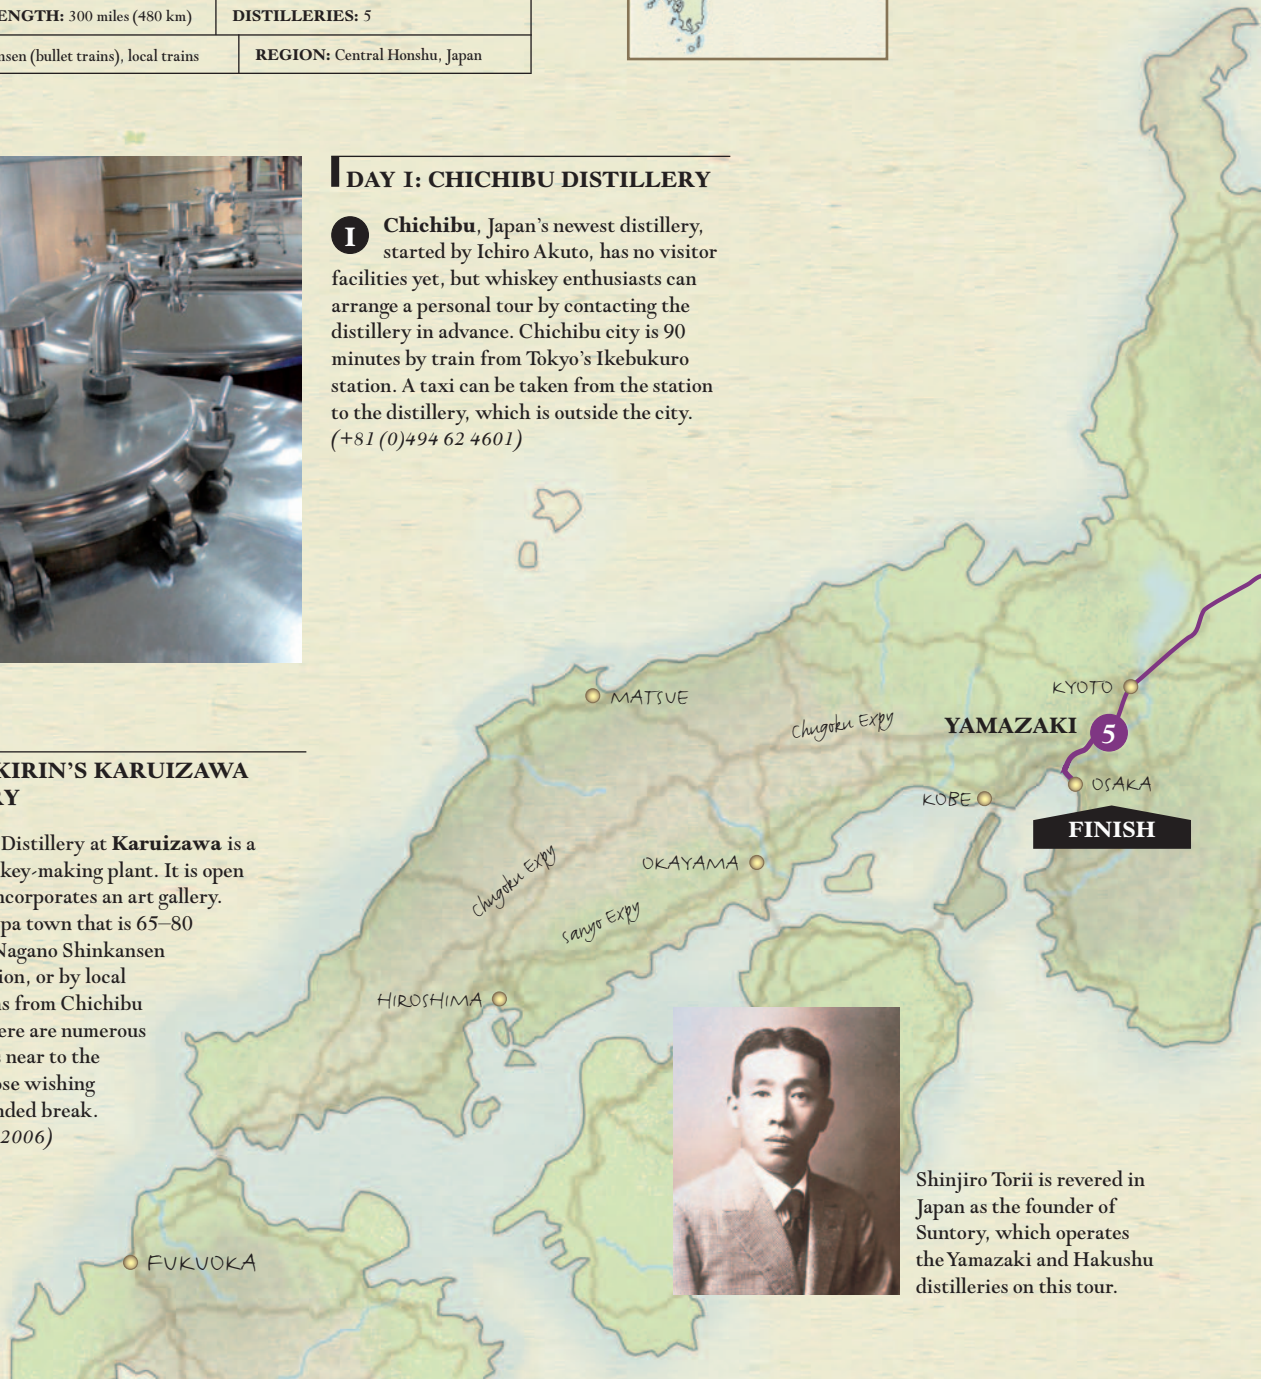 ENGTH: 300 miles (480 km)
DISTILLERIES: 5
nsen (bullet trains), local trains
REGION: Central Honshu, Japan
DAY 1: CHICHIBU DISTILLERY
1 Chichibu, Japan's newest distillery,
started by Ichiro Akuto, has no visitor
facilities yet, but whiskey enthusiasts can
arrange a personal tour by contacting the
distillery in advance. Chichibu city is 90
minutes by train from Tokyo's Ikebukuro
station. A taxi can be taken from the station
to the distillery, which is outside the city.
(+81 (0)494 62 4601)
KIRIN'S KARUIZAWA
RY
Distillery at Karuizawa is a
key-making plant. It is open
ncorporates an art gallery.
pa town that is 65–80
Nagano Shinkansen
ion, or by local
ns from Chichibu
ere are numerous
s near to the
ose wishing
nded break.
2006)
MATSUE
Chugoku Expy
KYOTO
YAMAZAKI 5
OSAKA
KOBE
FINISH
OKAYAMA
Chugoku Expy
Sanyo Expy
HIROSHIMA
FUKUOKA
Shinjiro Torii is revered in
Japan as the founder of
Suntory, which operates
the Yamazaki and Hakushu
distilleries on this tour.